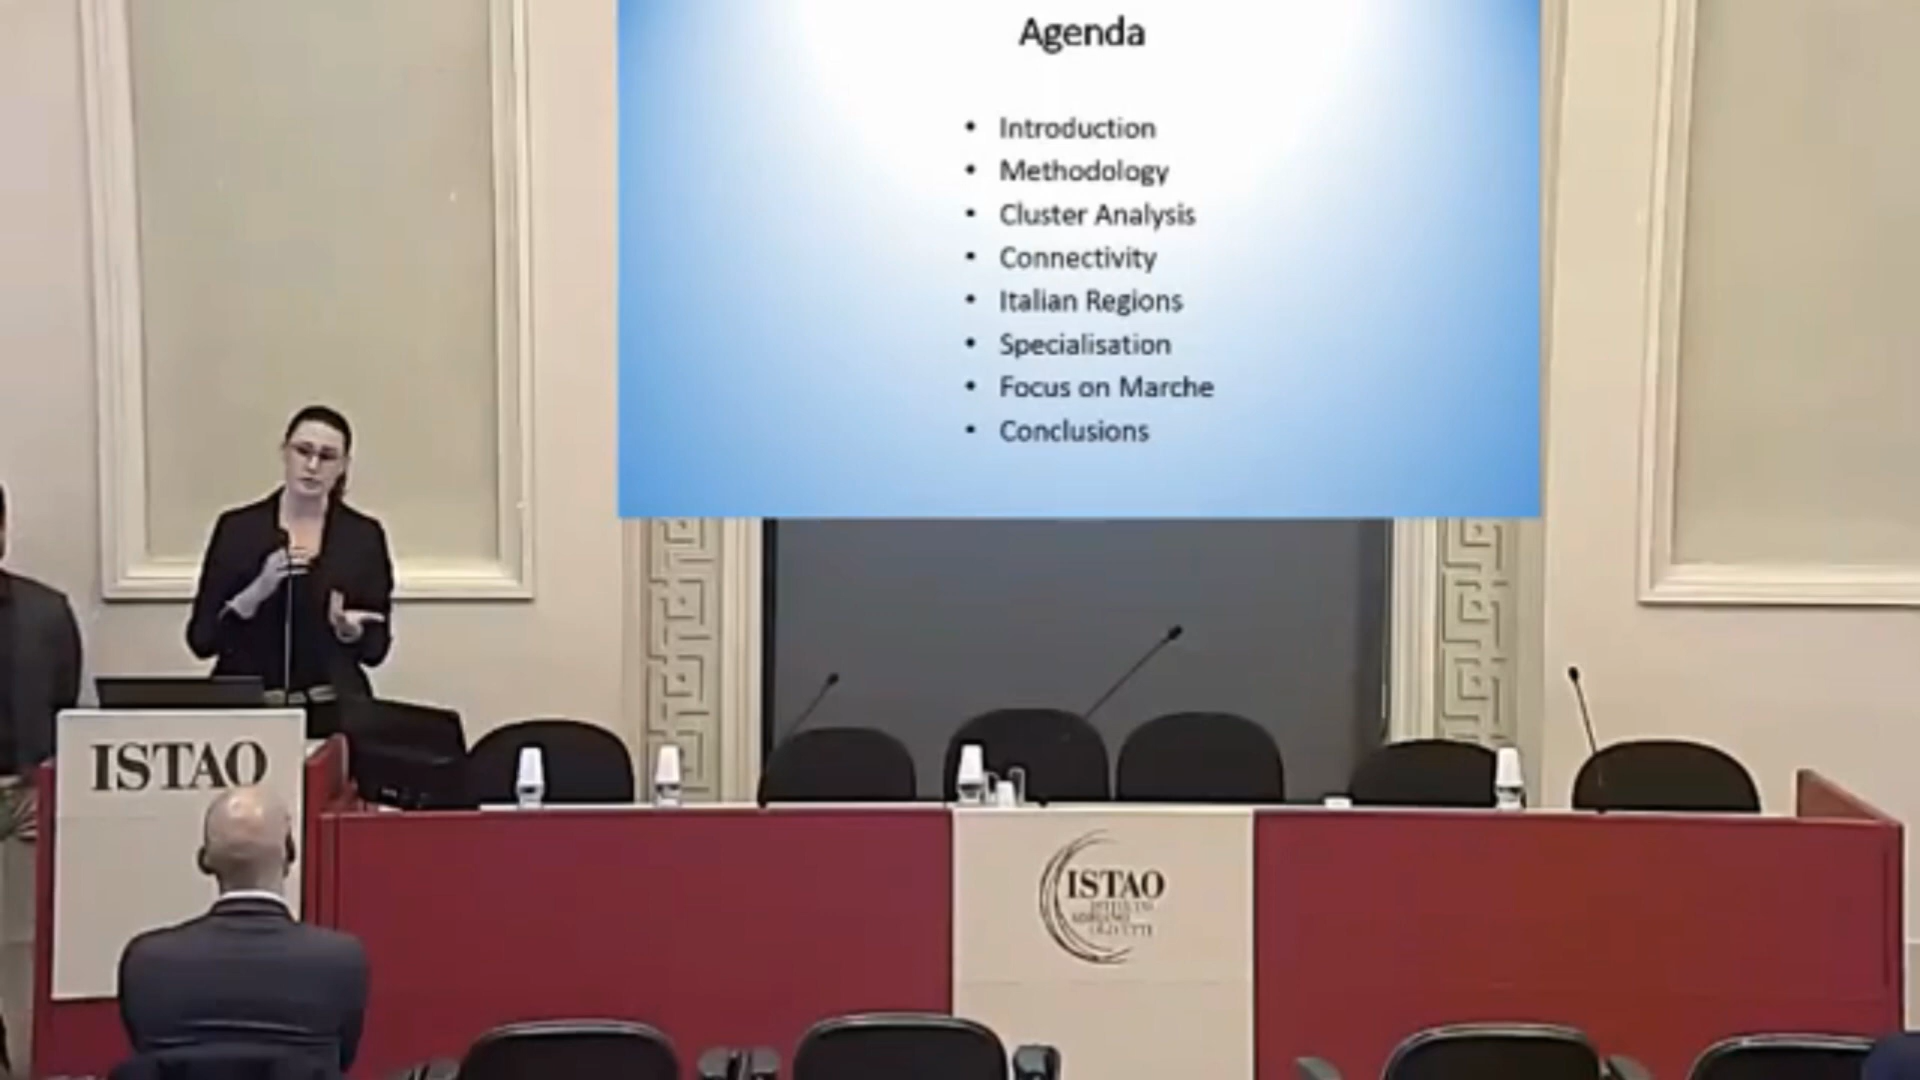 Agenda
• Introduction
• Methodology
• Cluster Analysis
• Connectivity
• Italian Regions
• Specialisation
• Focus on Marche
• Conclusions
ISTAO
ISTAO